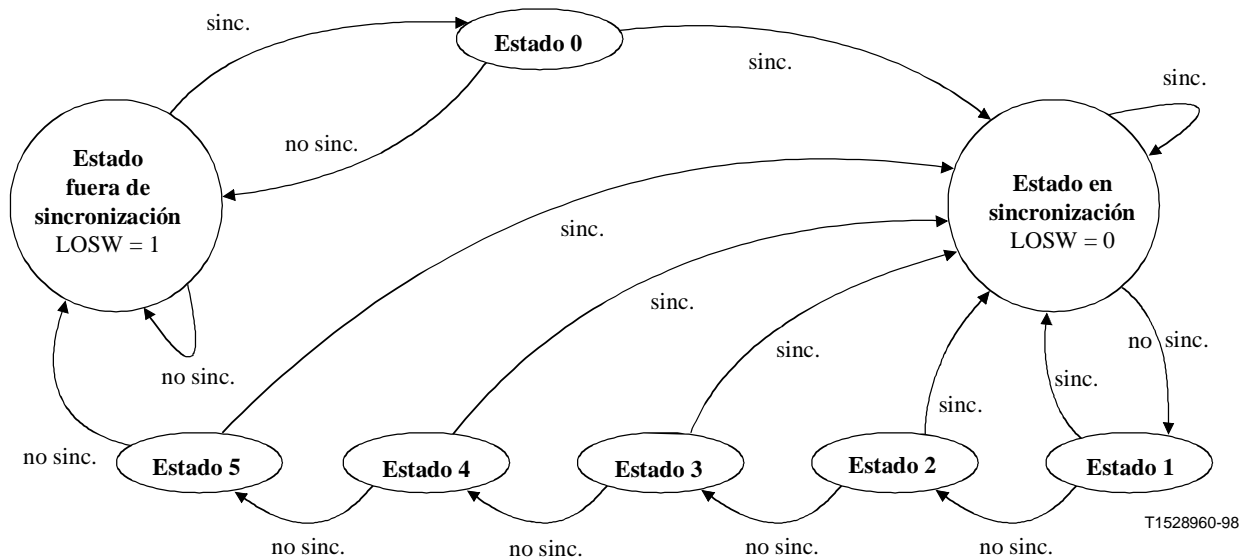 sinc.
Estado 0
sinc.
sinc.
no sinc.
Estado
fuera de
sincronización
LOSW = 1
Estado en
sincronización
LOSW = 0
sinc.
sinc.
no sinc.
sinc.
no sinc.
sinc.
sinc.
no sinc.
Estado 5
Estado 4
Estado 3
Estado 2
Estado 1
no sinc.
no sinc.
no sinc.
no sinc.
T1528960-98